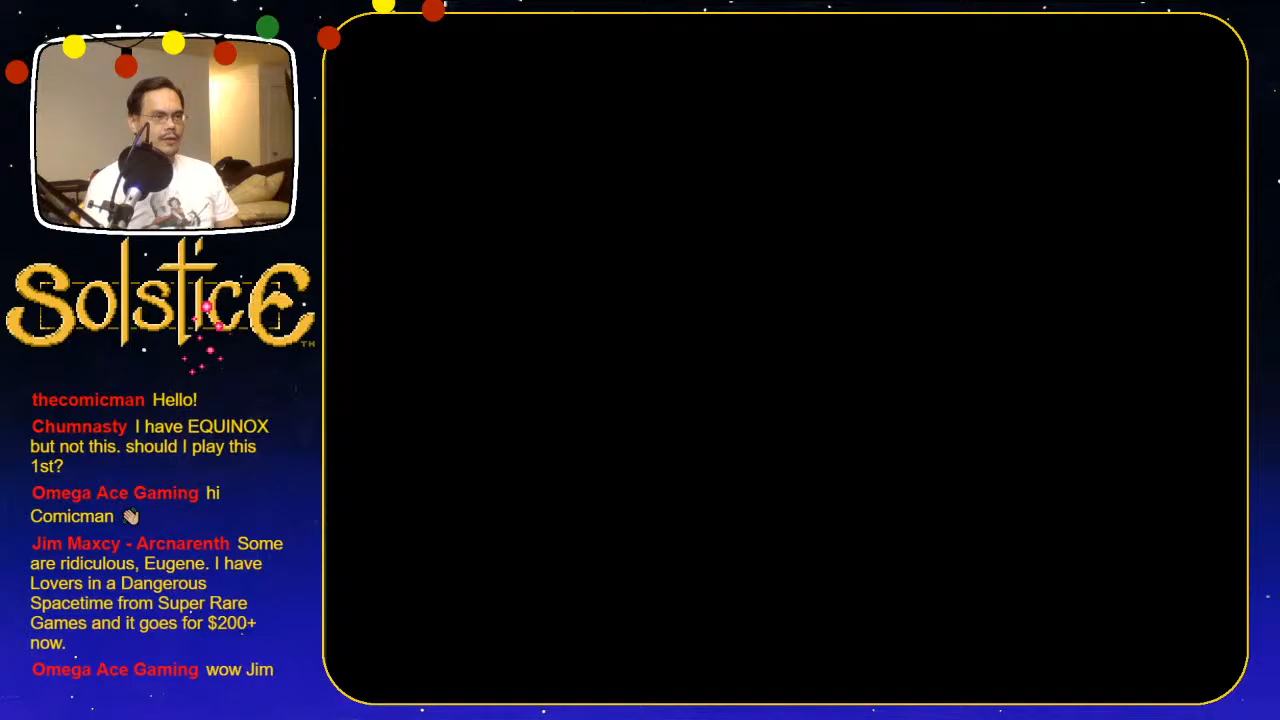 SolsticE
TM
thecomicman Hello!
Chumnasty I have EQUINOX
but not this. should I play this
1st?
Omega Ace Gaming hi
Comicman 👋🏼
Jim Maxcy - Arcnarenth Some
are ridiculous, Eugene. I have
Lovers in a Dangerous
Spacetime from Super Rare
Games and it goes for $200+
now.
Omega Ace Gaming wow Jim